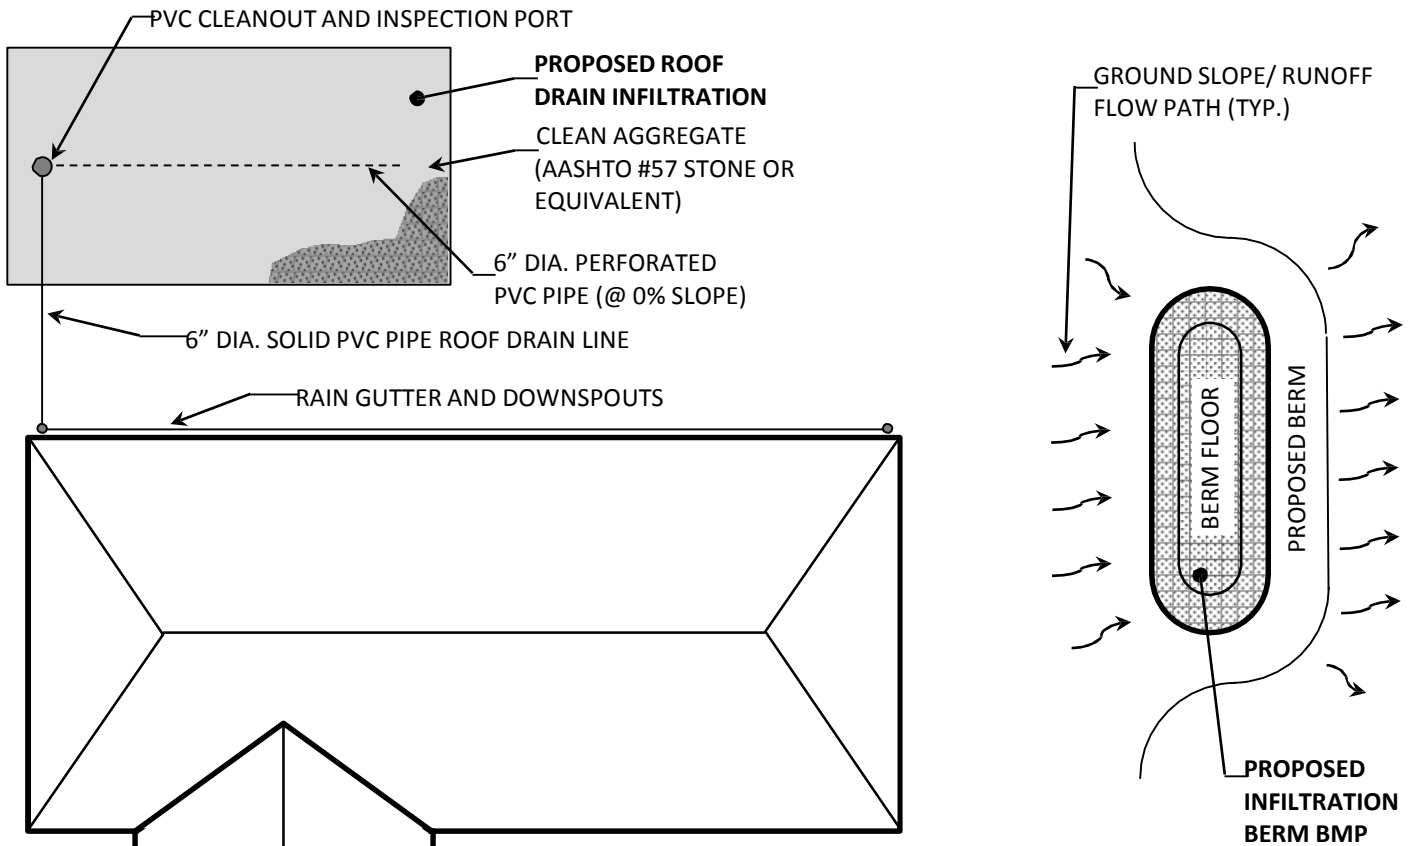 PVC CLEANOUT AND INSPECTION PORT
PROPOSED ROOF
DRAIN INFILTRATION
CLEAN AGGREGATE
(AASHTO #57 STONE OR
EQUIVALENT)
6” DIA. PERFORATED
PVC PIPE (@ 0% SLOPE)
6” DIA. SOLID PVC PIPE ROOF DRAIN LINE
RAIN GUTTER AND DOWNSPOUTS
GROUND SLOPE/ RUNOFF
FLOW PATH (TYP.)
BERM FLOOR
PROPOSED BERM
PROPOSED
INFILTRATION
BERM BMP